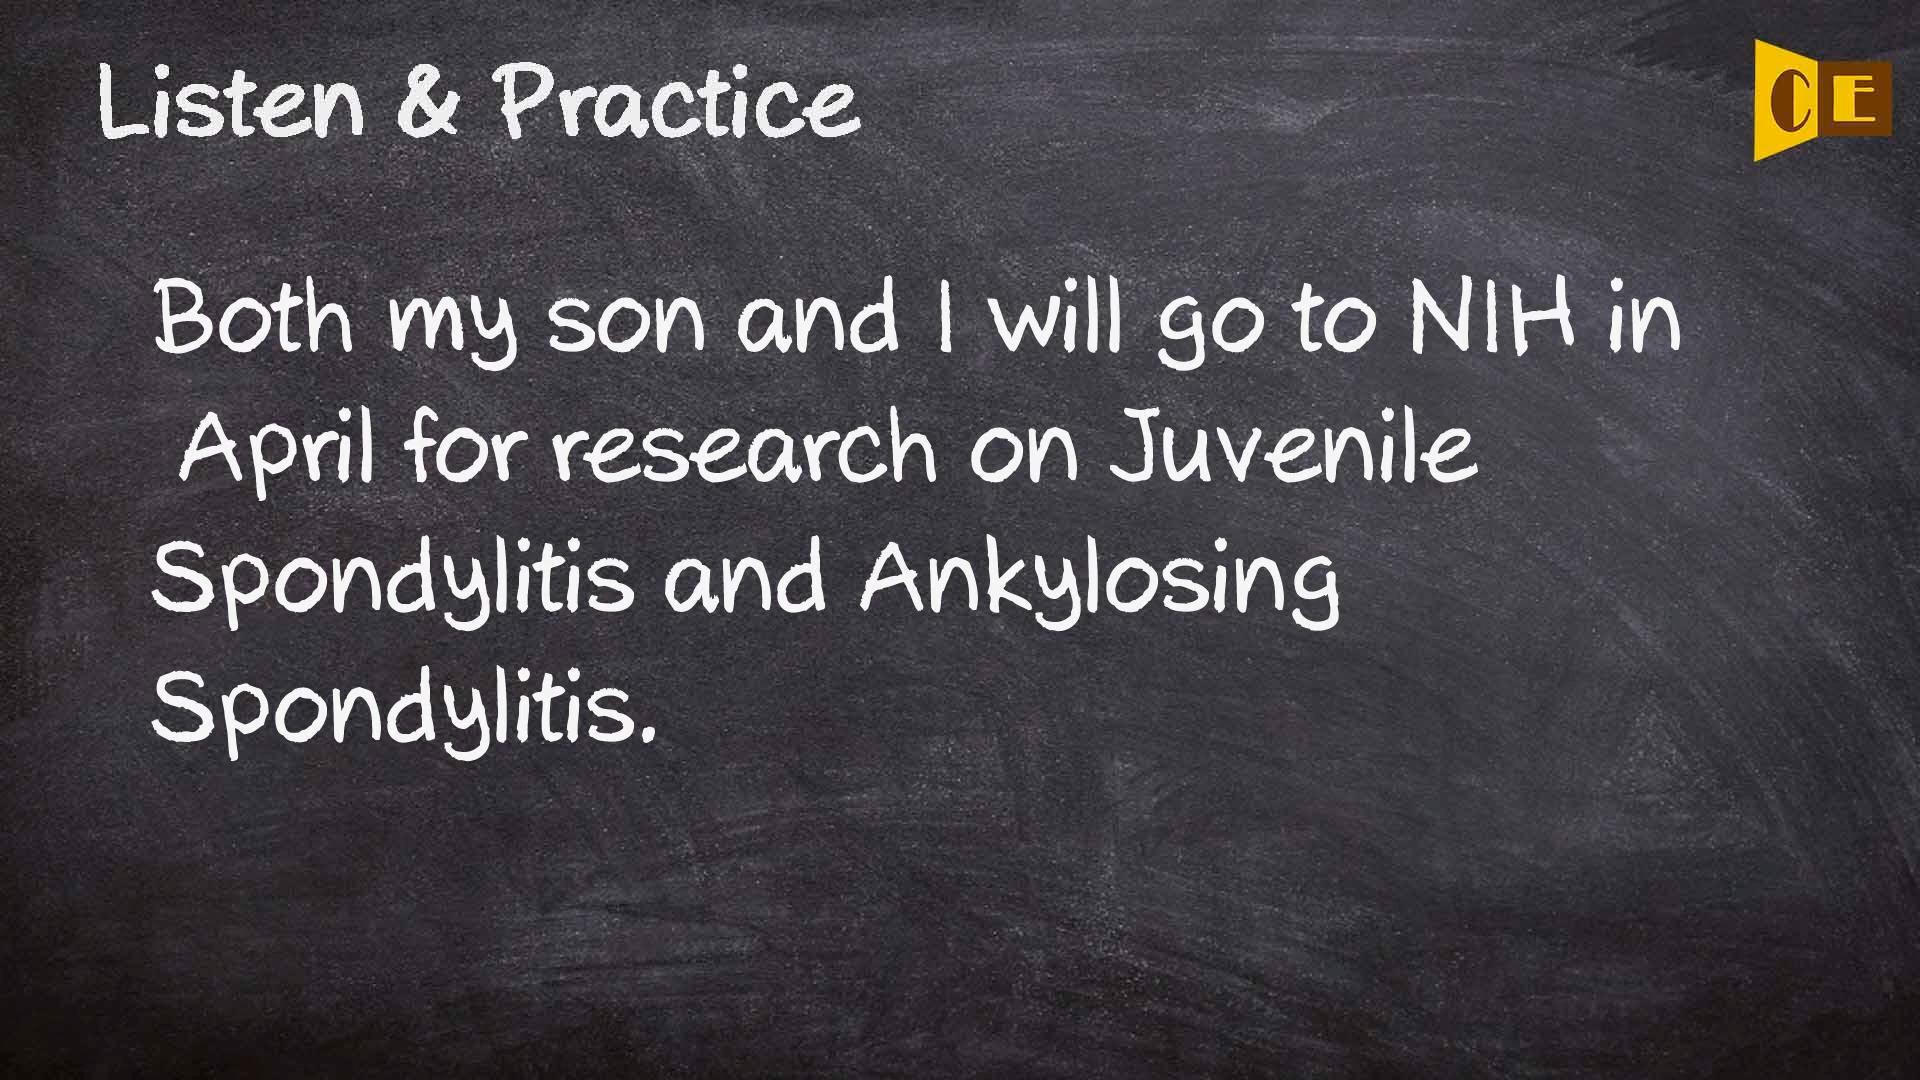 Listen & Practice
CE
Both my son and I will go to NIH in
April for research on Juvenile
Spondylitis and Ankylosing
Spondylitis.